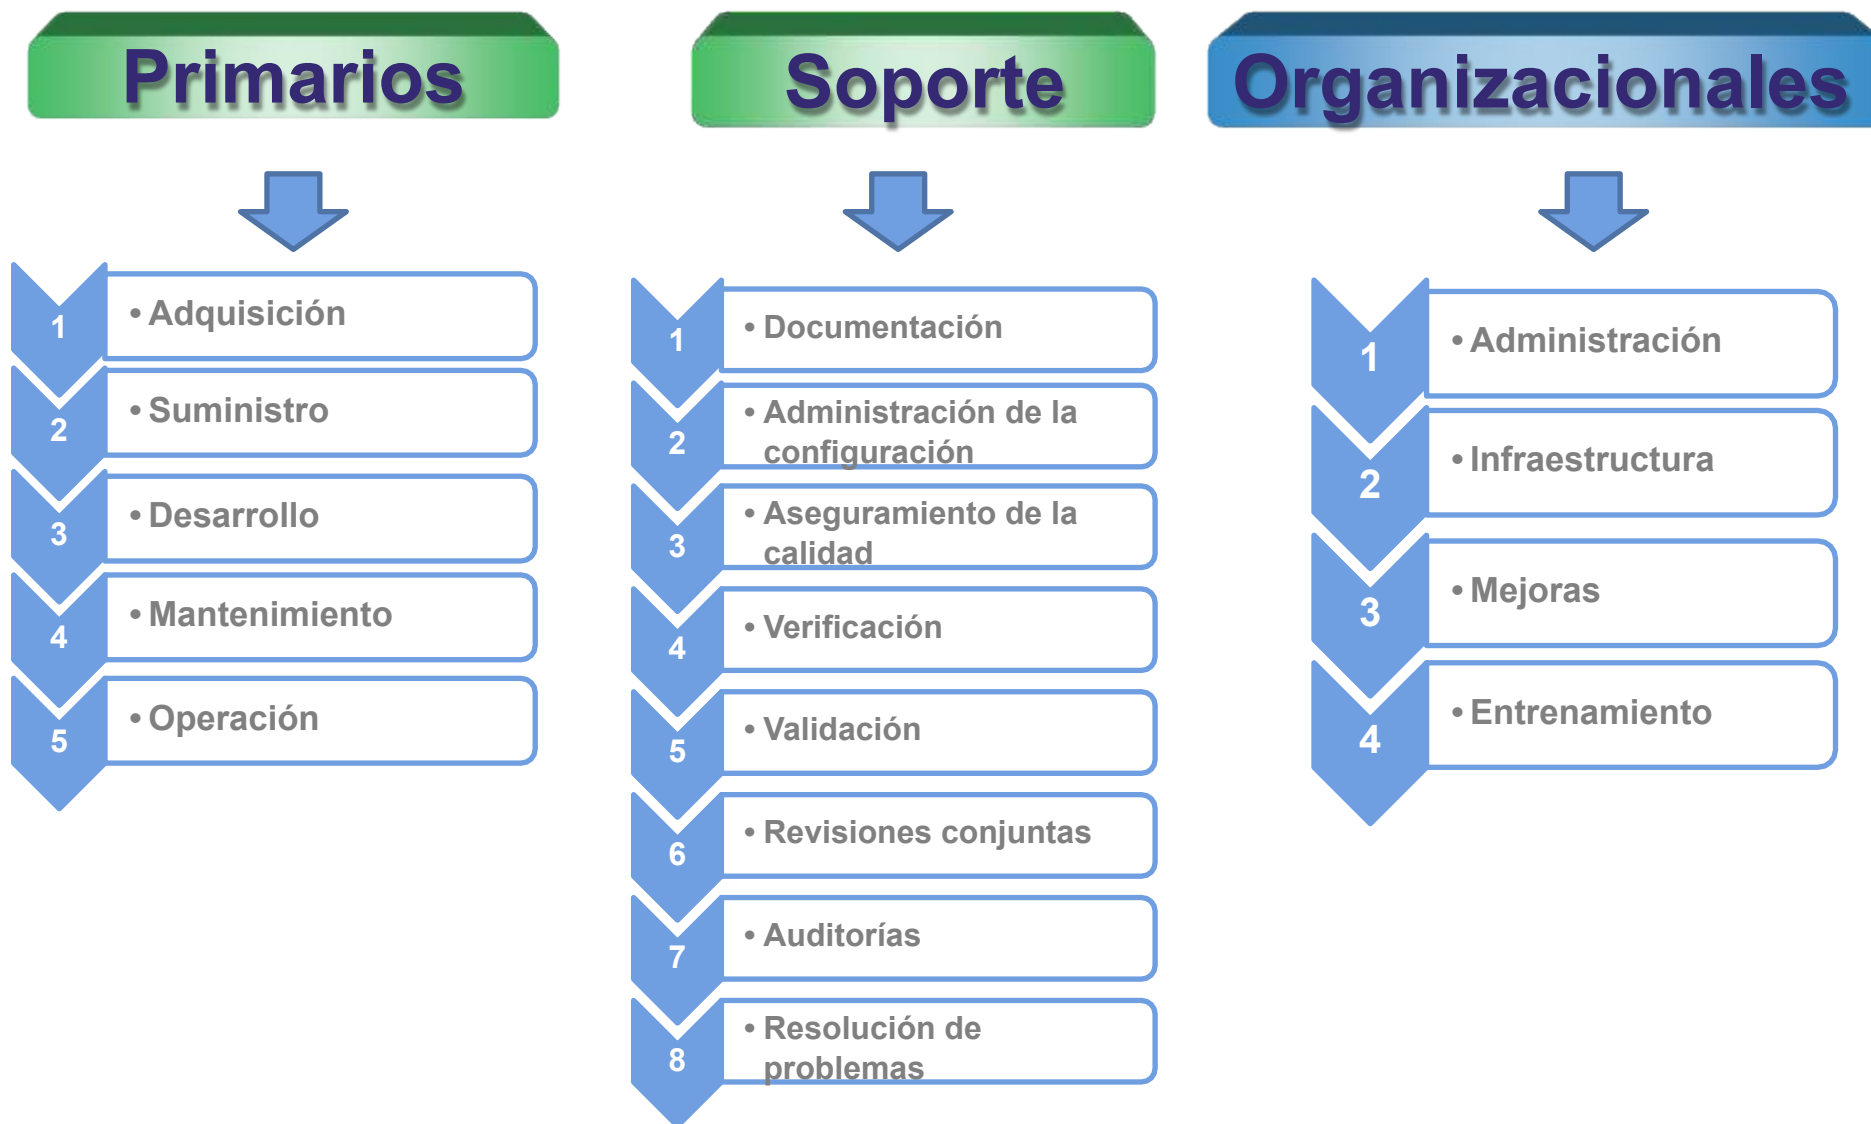 Primarios
1
• Adquisición
2
• Suministro
3
• Desarrollo
4
• Mantenimiento
5
• Operación
Soporte
1
• Documentación
2
• Administración de la
configuración
3
• Aseguramiento de la
calidad
4
• Verificación
5
• Validación
6
• Revisiones conjuntas
7
• Auditorías
8
• Resolución de
problemas
Organizacionales
1
• Administración
2
• Infraestructura
3
• Mejoras
4
• Entrenamiento